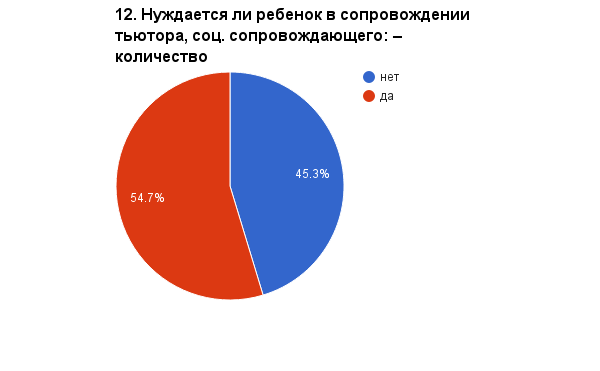 12. Нуждается ли ребенок в сопровождении
тьютора, соц. сопровождающего: –
количество
нет
да
45.3%
54.7%